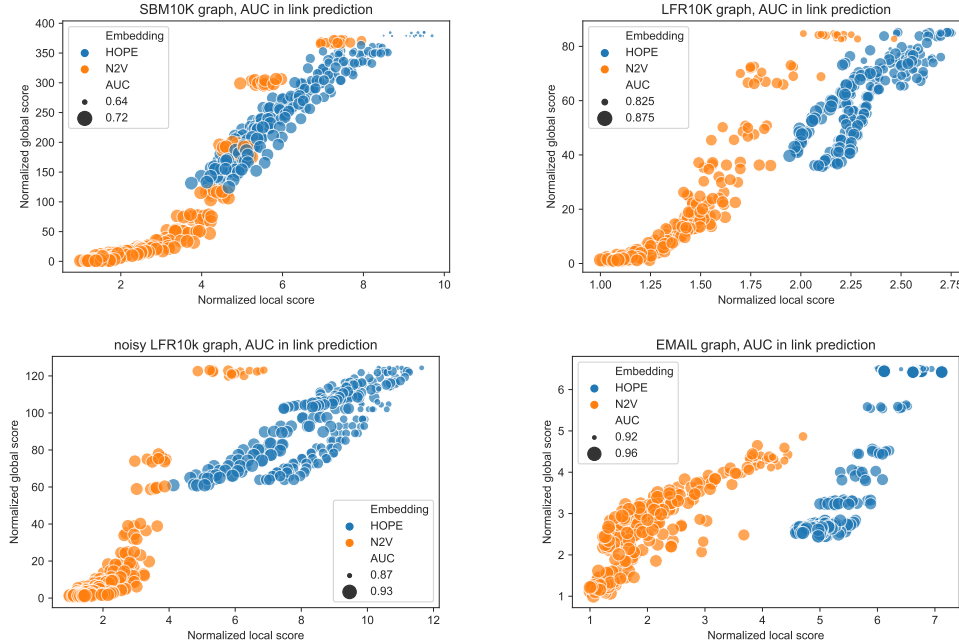 SBM10K graph, AUC in link prediction
400
350
300
250
200
150
100
50
0
Normalized global score
Embedding
HOPE
N2V
AUC
0.64
0.72
2
4
6
8
10
Normalized local score
LFR10K graph, AUC in link prediction
80
60
40
20
0
Normalized global score
Embedding
HOPE
N2V
AUC
0.825
0.875
1.00
1.25
1.50
1.75
2.00
2.25
2.50
2.75
Normalized local score
noisy LFR10k graph, AUC in link prediction
120
100
80
60
40
20
0
Normalized global score
Embedding
HOPE
N2V
AUC
0.87
0.93
2
4
6
8
10
12
Normalized local score
EMAIL graph, AUC in link prediction
6
5
4
3
2
1
Normalized global score
Embedding
HOPE
N2V
AUC
0.92
0.96
1
2
3
4
5
6
7
Normalized local score